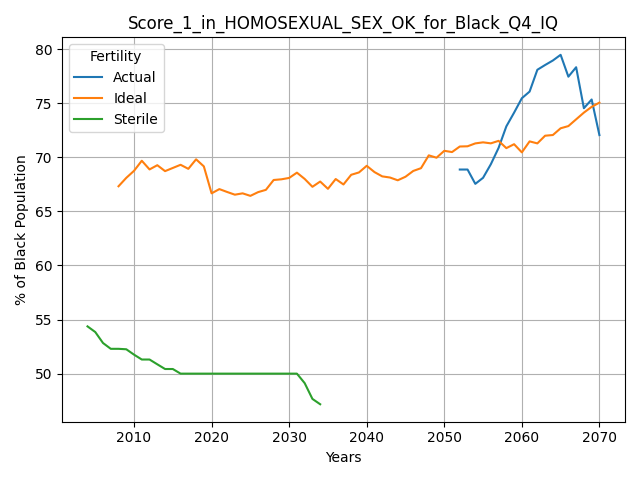 Score_1_in_HOMOSEXUAL_SEX_OK_for_Black_Q4_IQ
Fertility
Actual
Ideal
Sterile
% of Black Population
80
75
70
65
60
55
50
2010 2020 2030 2040 2050 2060 2070
Years